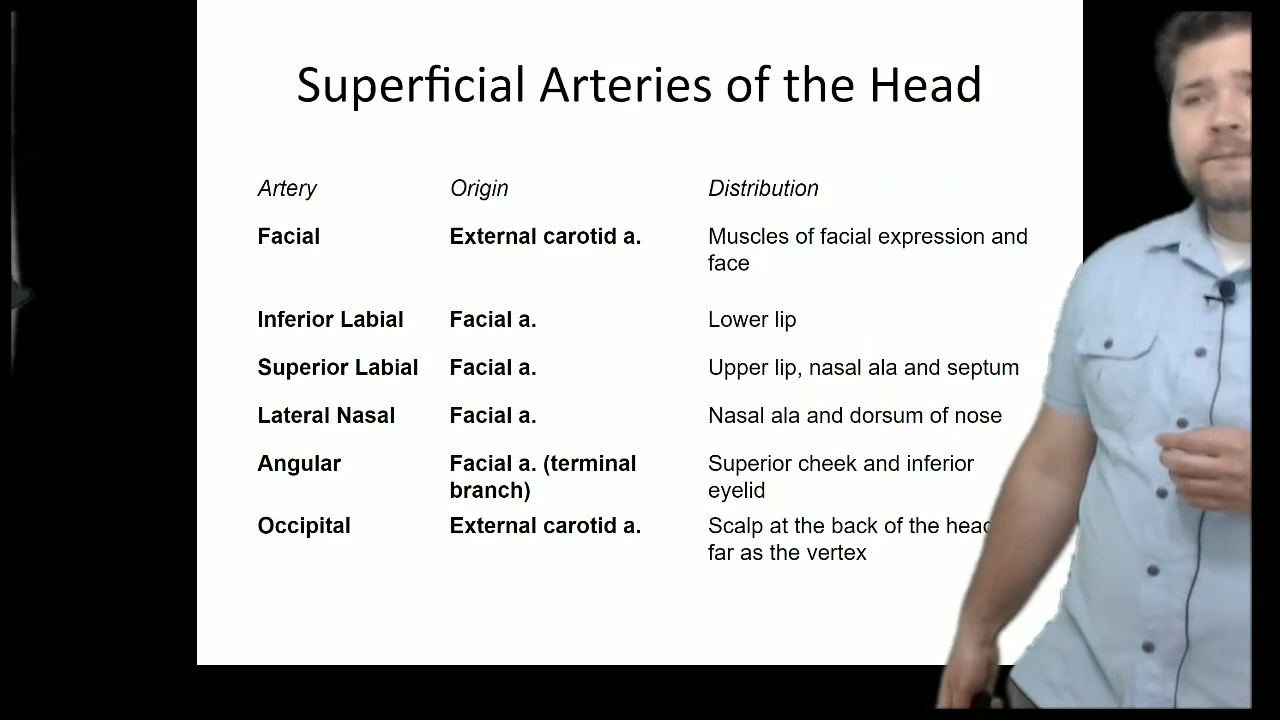 Superficial Arteries of the Head
Artery Origin Distribution
Facial External carotid a. Muscles of facial expression and
face
Inferior Labial Facial a. Lower lip
Superior Labial Facial a. Upper lip, nasal ala and septum
Lateral Nasal Facial a. Nasal ala and dorsum of nose
Angular Facial a. (terminal Superior cheek and inferior
branch) eyelid
Occipital External carotid a. Scalp at the back of the head
far as the vertex